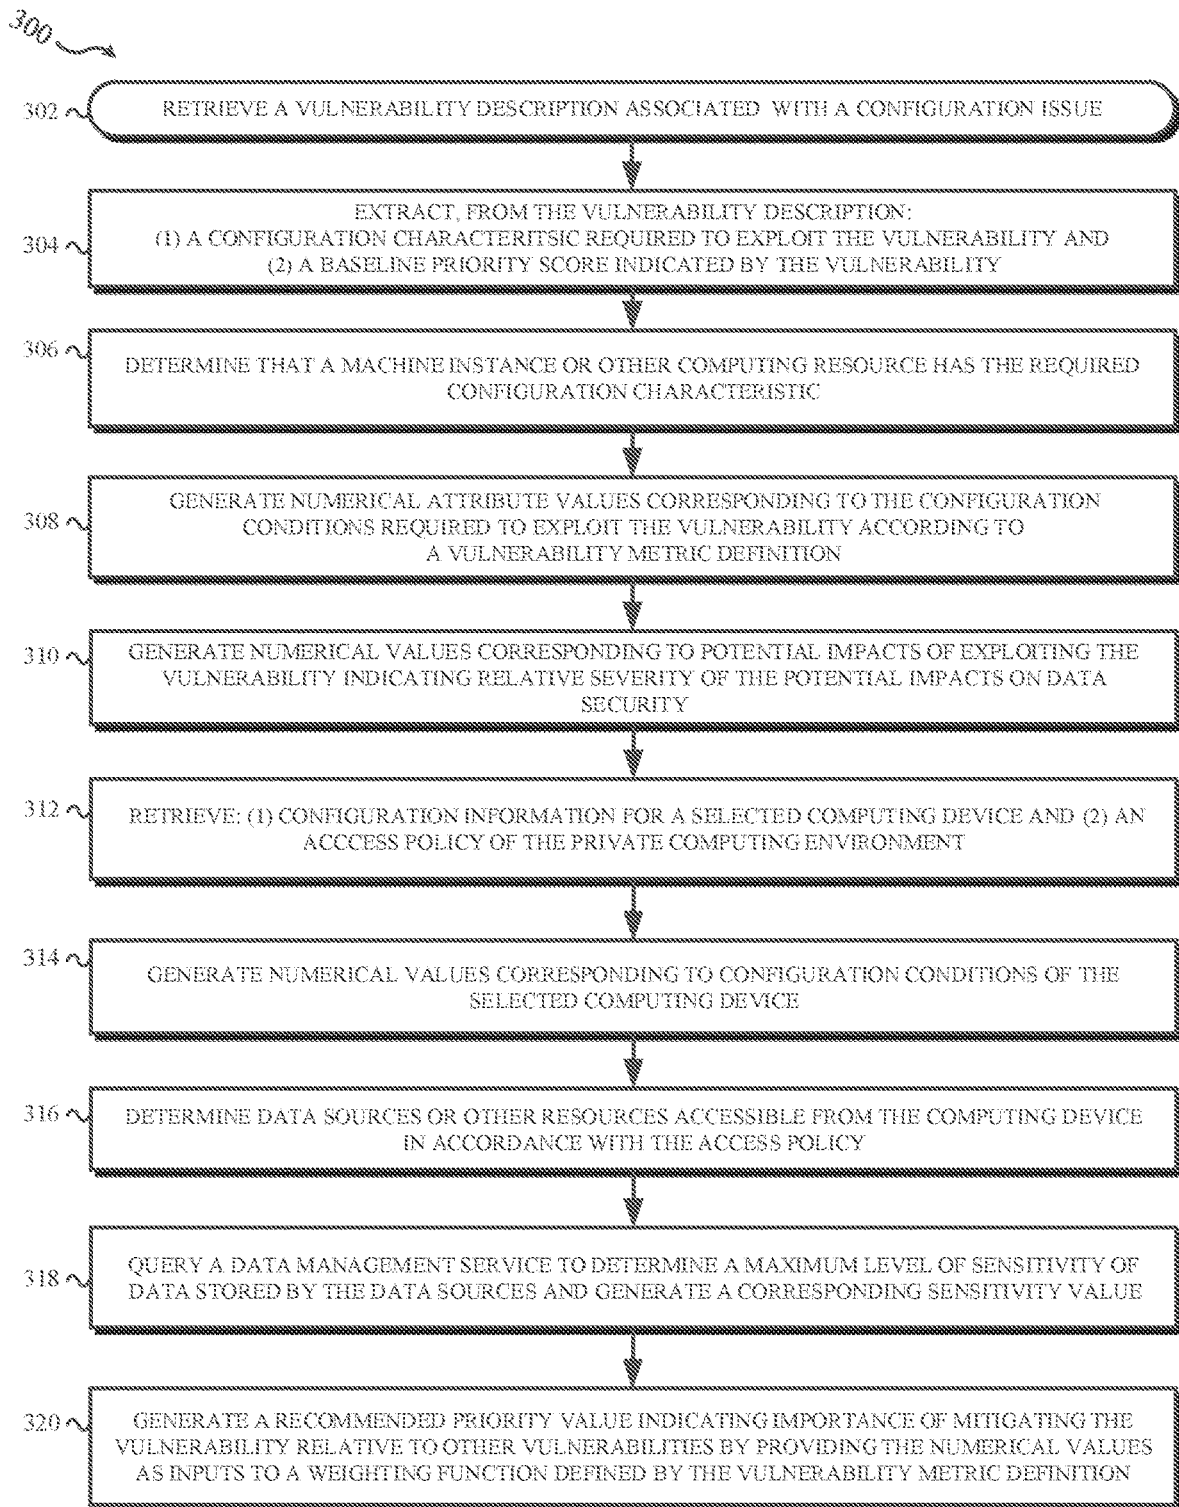 300
302
RETRIEVE A VULNERABILITY DESCRIPTION ASSOCIATED WITH A CONFIGURATION ISSUE
304
EXTRACT, FROM THE VULNERABILITY DESCRIPTION:
(1) A CONFIGURATION CHARACTERITSIC REQUIRED TO EXPLOIT THE VULNERABILITY AND
(2) A BASELINE PRIORITY SCORE INDICATED BY THE VULNERABILITY
306
DETERMINE THAT A MACHINE INSTANCE OR OTHER COMPUTING RESOURCE HAS THE REQUIRED
CONFIGURATION CHARACTERISTIC
308
GENERATE NUMERICAL ATTRIBUTE VALUES CORRESPONDING TO THE CONFIGURATION
CONDITIONS REQUIRED TO EXPLOIT THE VULNERABILITY ACCORDING TO
A VULNERABILITY METRIC DEFINITION
310
GENERATE NUMERICAL VALUES CORRESPONDING TO POTENTIAL IMPACTS OF EXPLOITING THE
VULNERABILITY INDICATING RELATIVE SEVERITY OF THE POTENTIAL IMPACTS ON DATA
SECURITY
312
RETRIEVE: (1) CONFIGURATION INFORMATION FOR A SELECTED COMPUTING DEVICE AND (2) AN
ACCCESS POLICY OF THE PRIVATE COMPUTING ENVIRONMENT
314
GENERATE NUMERICAL VALUES CORRESPONDING TO CONFIGURATION CONDITIONS OF THE
SELECTED COMPUTING DEVICE
316
DETERMINE DATA SOURCES OR OTHER RESOURCES ACCESSIBLE FROM THE COMPUTING DEVICE
IN ACCORDANCE WITH THE ACCESS POLICY
318
QUERY A DATA MANAGEMENT SERVICE TO DETERMINE A MAXIMUM LEVEL OF SENSITIVITY OF
DATA STORED BY THE DATA SOURCES AND GENERATE A CORRESPONDING SENSITIVITY VALUE
320
GENERATE A RECOMMENDED PRIORITY VALUE INDICATING IMPORTANCE OF MITIGATING THE
VULNERABILITY RELATIVE TO OTHER VULNERABILITIES BY PROVIDING THE NUMERICAL VALUES
AS INPUTS TO A WEIGHTING FUNCTION DEFINED BY THE VULNERABILITY METRIC DEFINITION